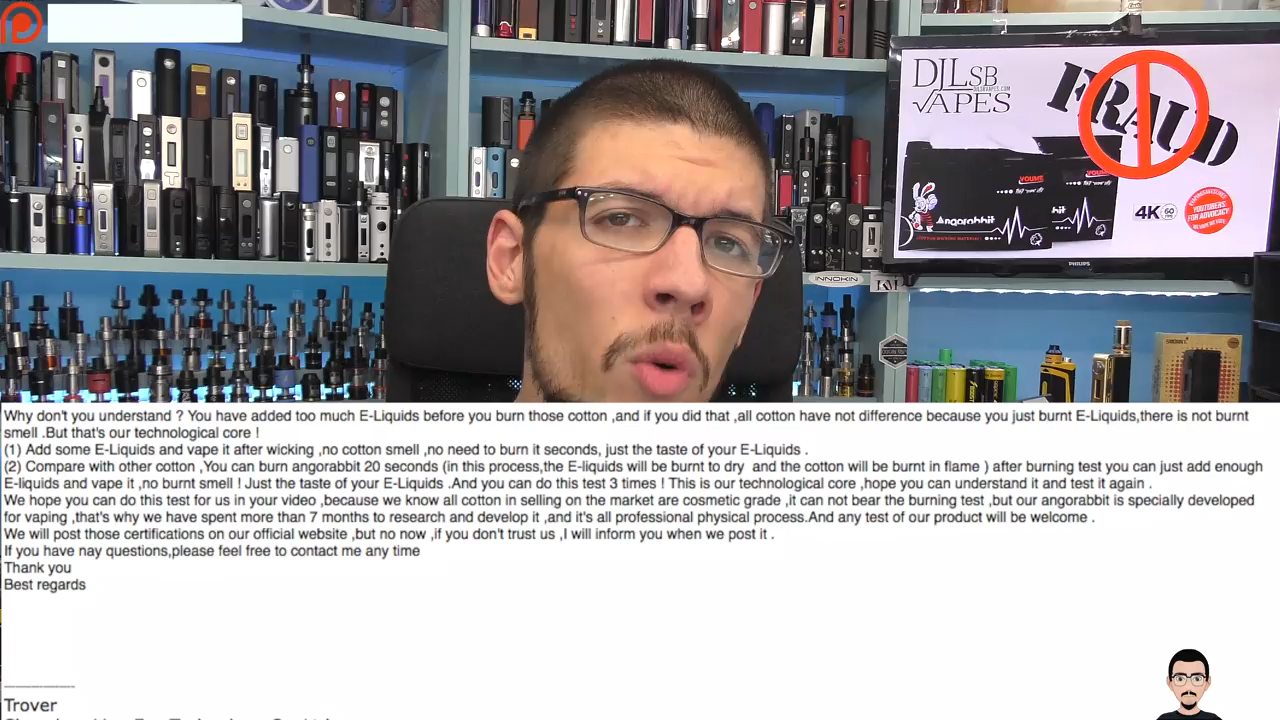 DJLSB
DJLSBVAPES.COM
VAPES
FRAUD
YOUME
Angorabbit
4K 60
YOUTUBERS
FOR ADVOCACY
PHILIPS
INNOKIN
Why don't you understand ? You have added too much E-Liquids before you burn those cotton ,and if you did that ,all cotton have not difference because you just burnt E-Liquids,there is not burnt
smell .But that's our technological core !
(1) Add some E-Liquids and vape it after wicking ,no cotton smell ,no need to burn it seconds, just the taste of your E-Liquids .
(2) Compare with other cotton ,You can burn angorabbit 20 seconds (in this process,the E-liquids will be burnt to dry  and the cotton will be burnt in flame ) after burning test you can just add enough
E-liquids and vape it ,no burnt smell ! Just the taste of your E-Liquids .And you can do this test 3 times ! This is our technological core ,hope you can understand it and test it again .
We hope you can do this test for us in your video ,because we know all cotton in selling on the market are cosmetic grade ,it can not bear the burning test ,but our angorabbit is specially developed
for vaping ,that's why we have spent more than 7 months to research and develop it ,and it's all professional physical process.And any test of our product will be welcome .
We will post those certifications on our official website ,but no now ,if you don't trust us ,I will inform you when we post it .
If you have nay questions,please feel free to contact me any time
Thank you
Best regards
Trover